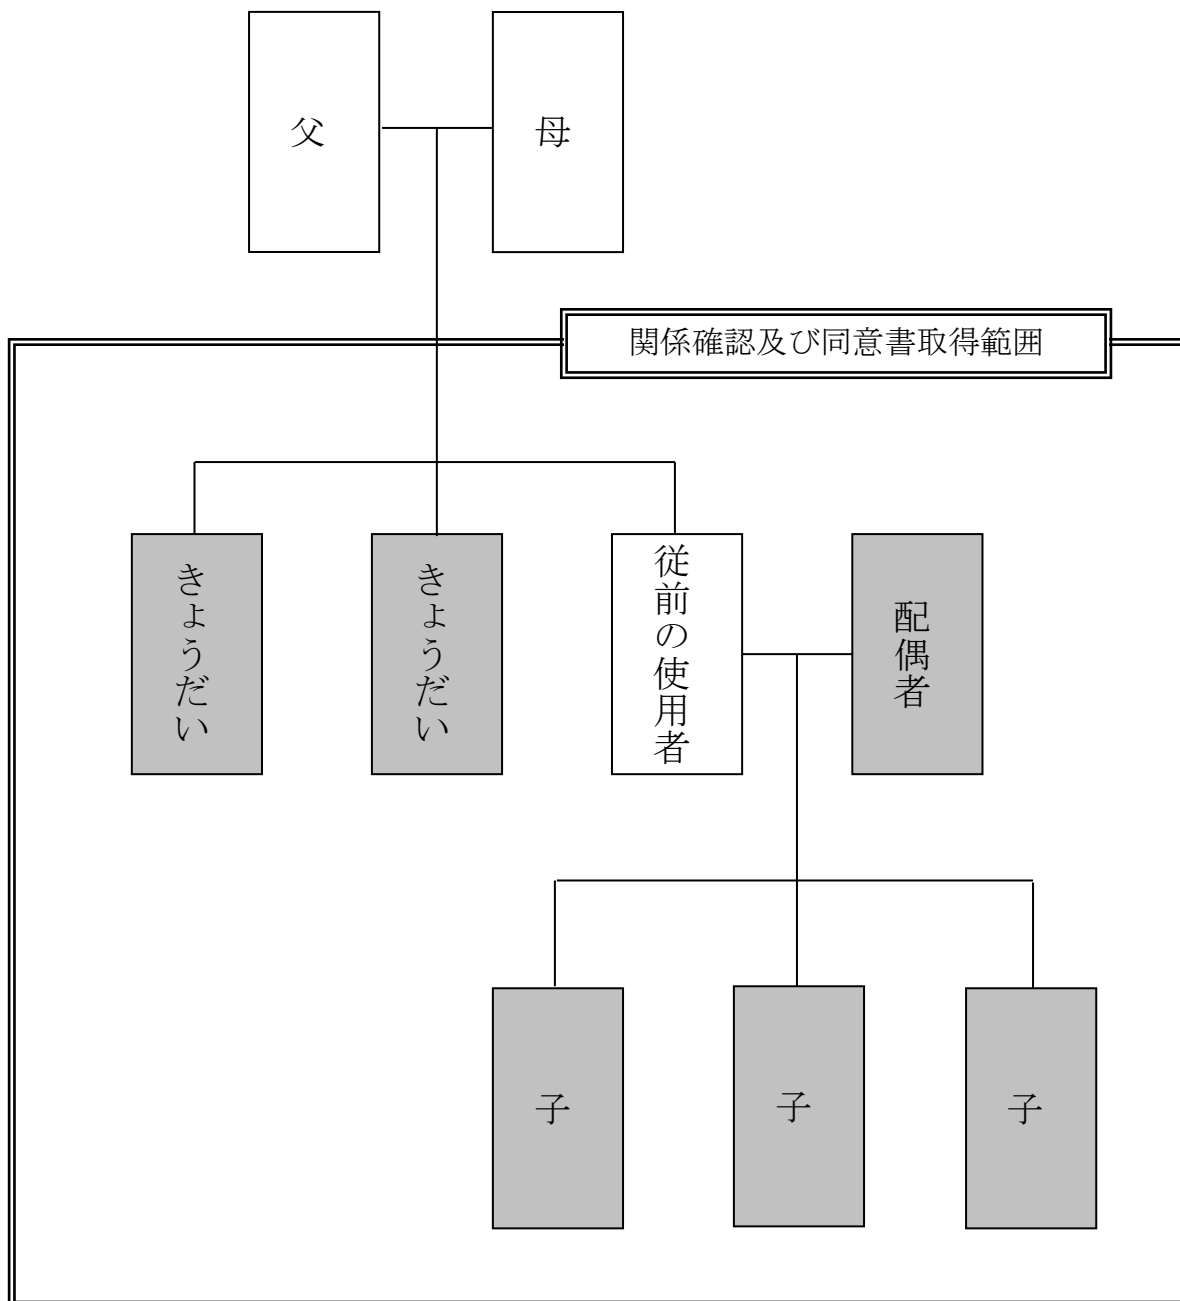 父
母
関係確認及び同意書取得範囲
きょうだい
きょうだい
従前の使用者
配偶者
子
子
子